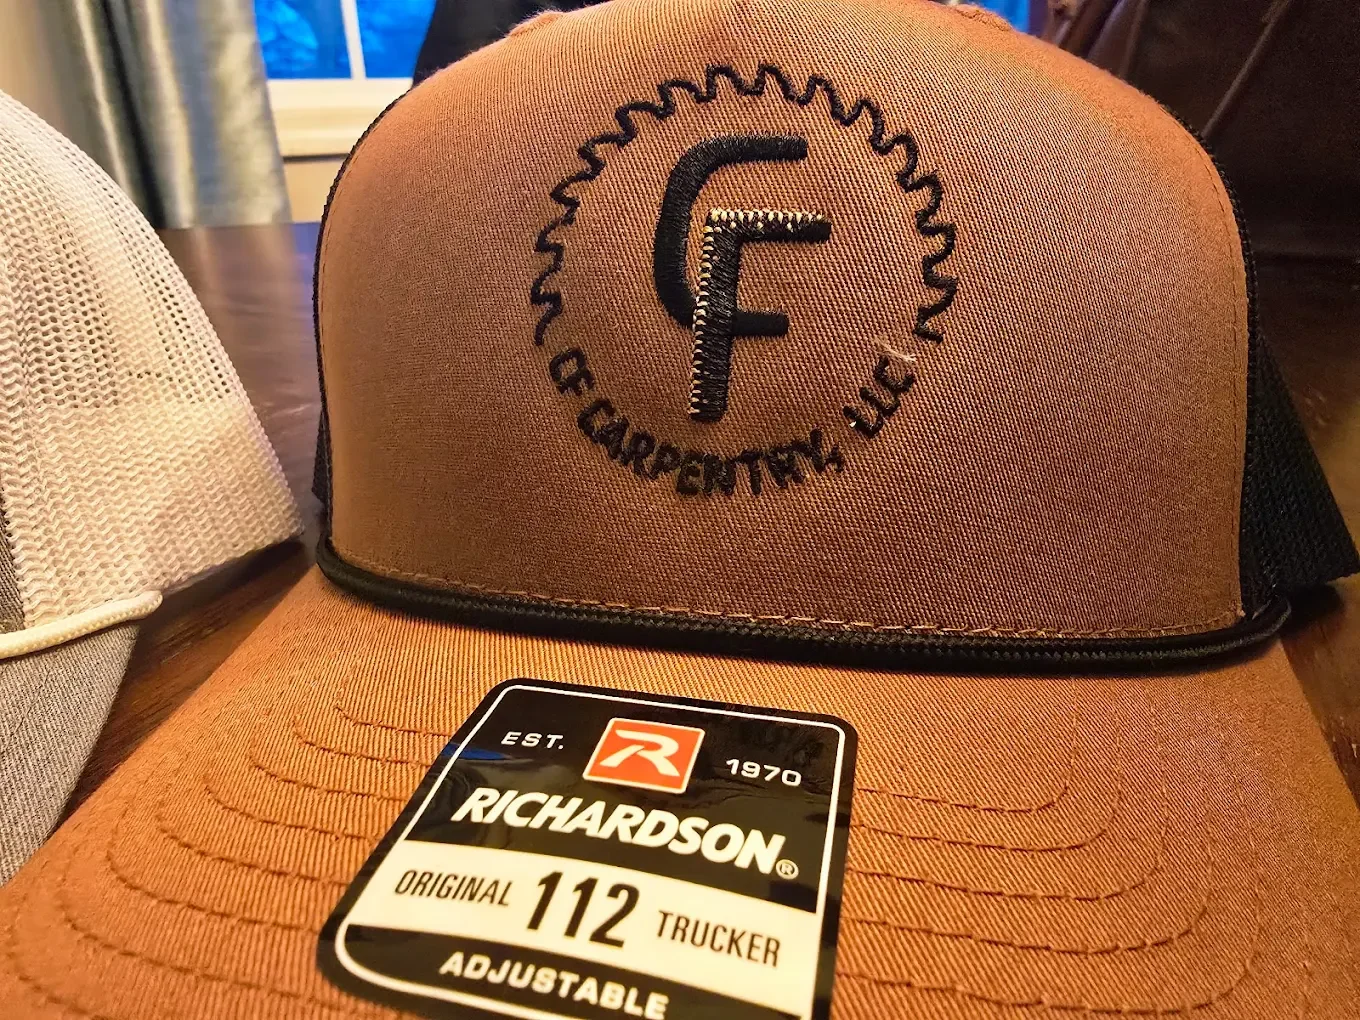 CF
CF CARPENTRY, LLC
EST. R 1970
RICHARDSON®
ORIGINAL 112 TRUCKER
ADJUSTABLE